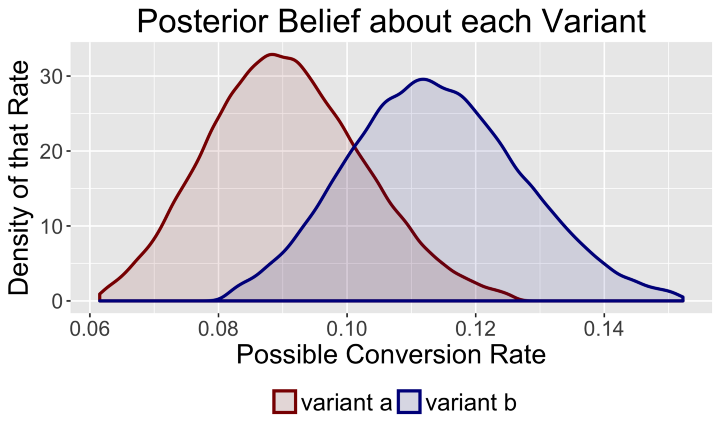 Posterior Belief about each Variant
Density of that Rate
30
20
10
0
0.06 0.08 0.10 0.12 0.14
Possible Conversion Rate
variant a variant b